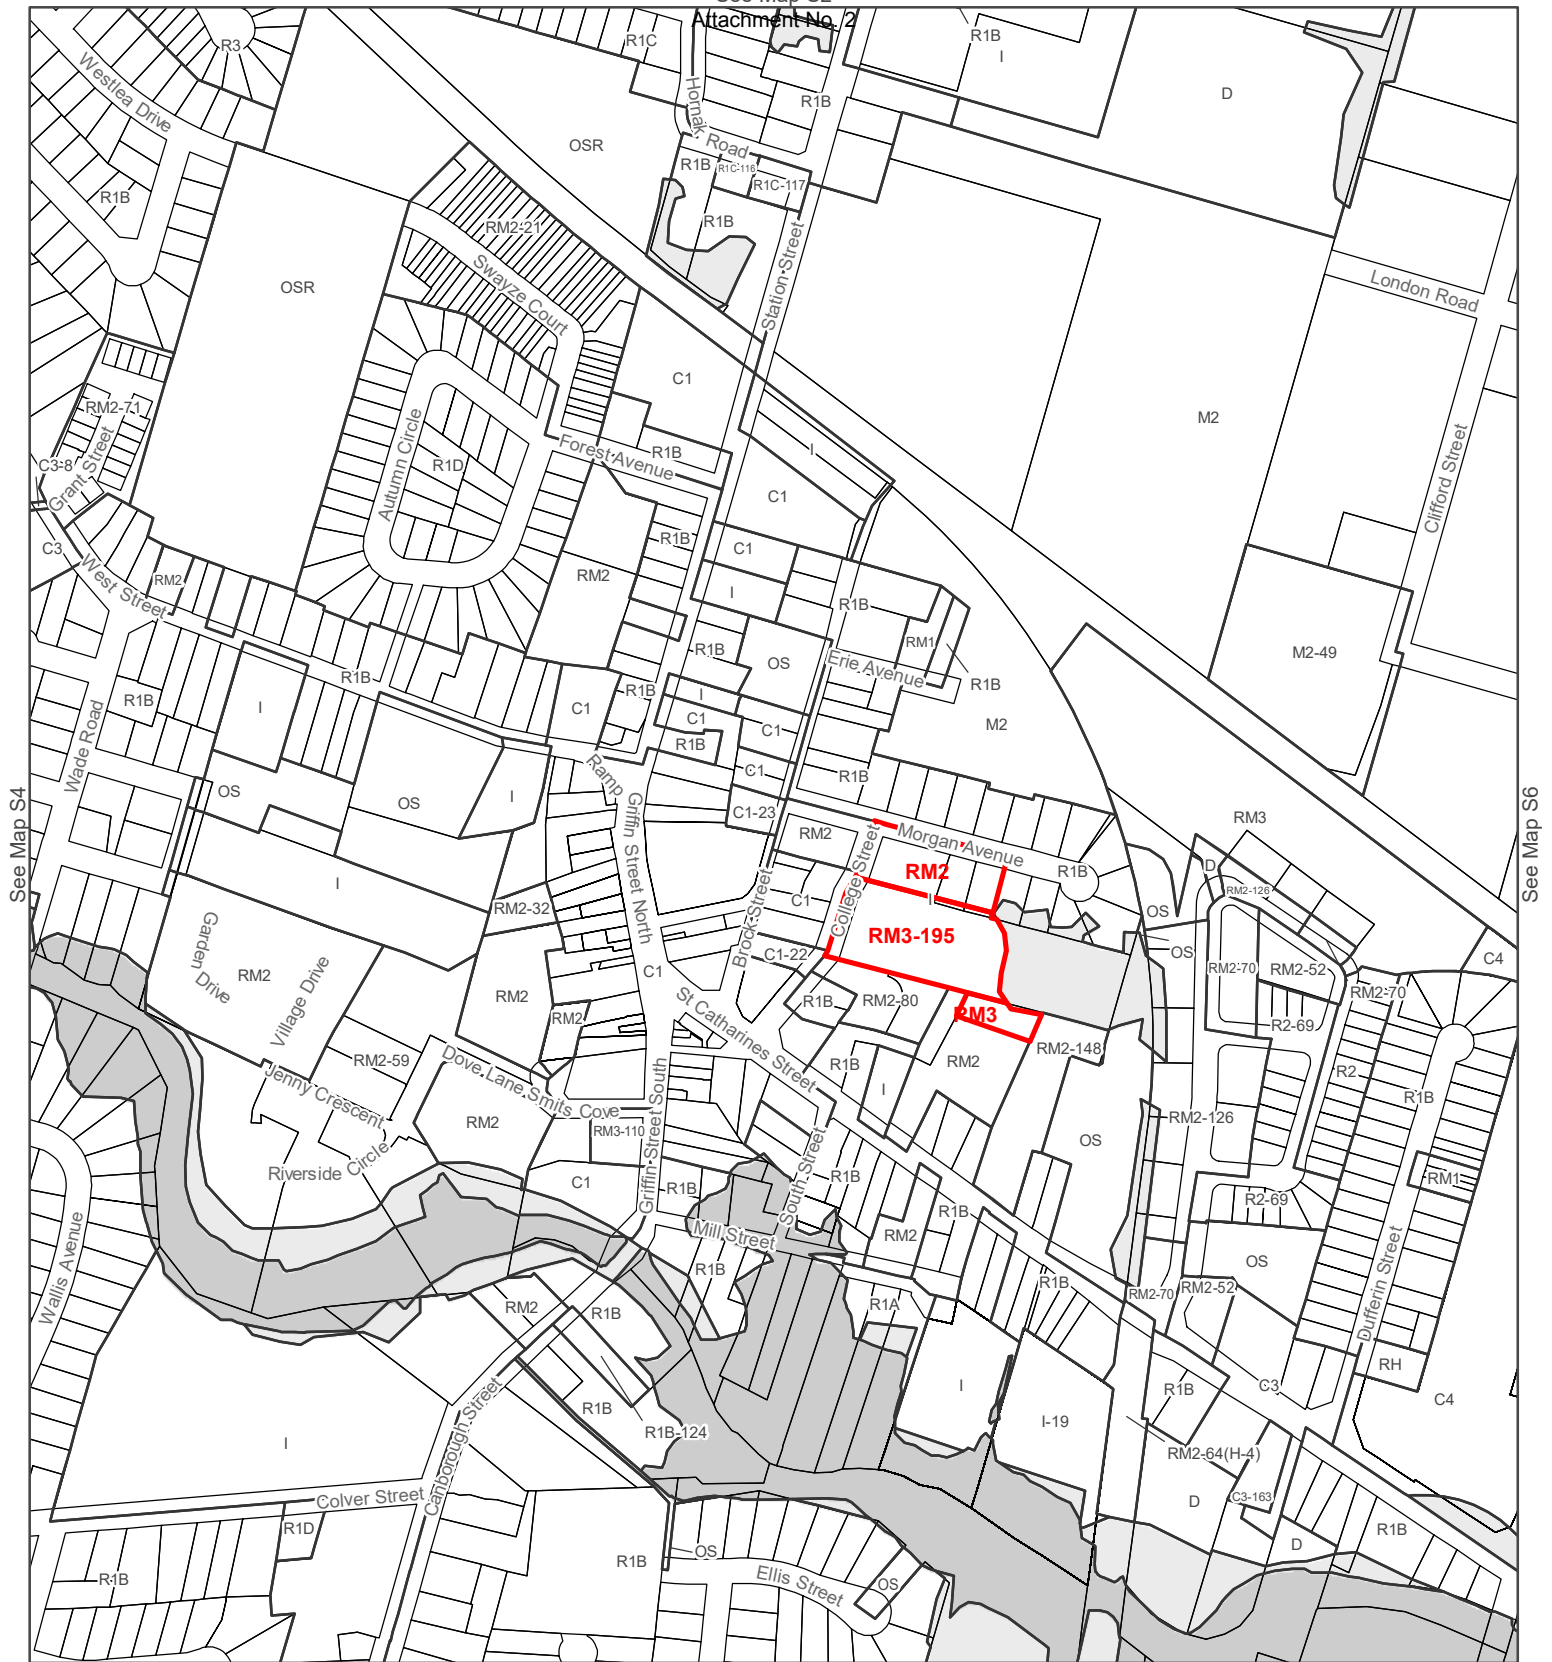 See Map S2
Attachment No. 2
R3
R1C
R1B
I
Westlea Drive
Hornak Road
R1B
D
OSR
R1B
R1C-116
R1C-117
R1B
R1B
RM2-21
Swayze Court
OSR
Station Street
London Road
C1
M2
RM2-71
Autumn Circle
Forest Avenue
R1B
I
C3-8
Grant Street
R1D
C1
Clifford Street
R1B
C1
C3
West Street
RM2
RM2
I
R1B
RM1
R1B
OS
Erie Avenue
M2-49
R1B
R1B
R1B
I
R1B
C1
I
C1
C1
M2
Wade Road
R1B
Ramp
C1
R1B
See Map S4
OS
OS
I
Griffin Street North
C1-23
RM2
College Street
Morgan Avenue
RM3
See Map S6
R1B
RM2
I
D
RM2-126
I
RM2-32
C1
Brock Street
OS
Garden Drive
RM3-195
OS
C1-22
C4
RM2
Village Drive
C1
RM2-70
RM2-52
RM2-70
RM2
RM2
St Catharines Street
R1B
RM2-80
RM3
R2-69
RM2-59
Dove Lane
Smits Cove
Griffin Street South
R1B
I
RM2
RM2-148
R2
Jenny Crescent
R1B
RM2
RM3-110
RM2-126
OS
Riverside Circle
C1
R1B
South Street
R1B
RM1
R2-69
Mill Street
RM2
R1B
Wallis Avenue
R1B
OS
R1B
RM2-70
RM2-52
Dufferin Street
RM2
R1B
R1A
RH
R1B
C3
C4
I
R1B
Canborough Street
R1B-124
I-19
I
RM2-64(H-4)
Colver Street
D
C3-163
R1D
R1B
D
R1B
OS
R1B
Ellis Street
OS